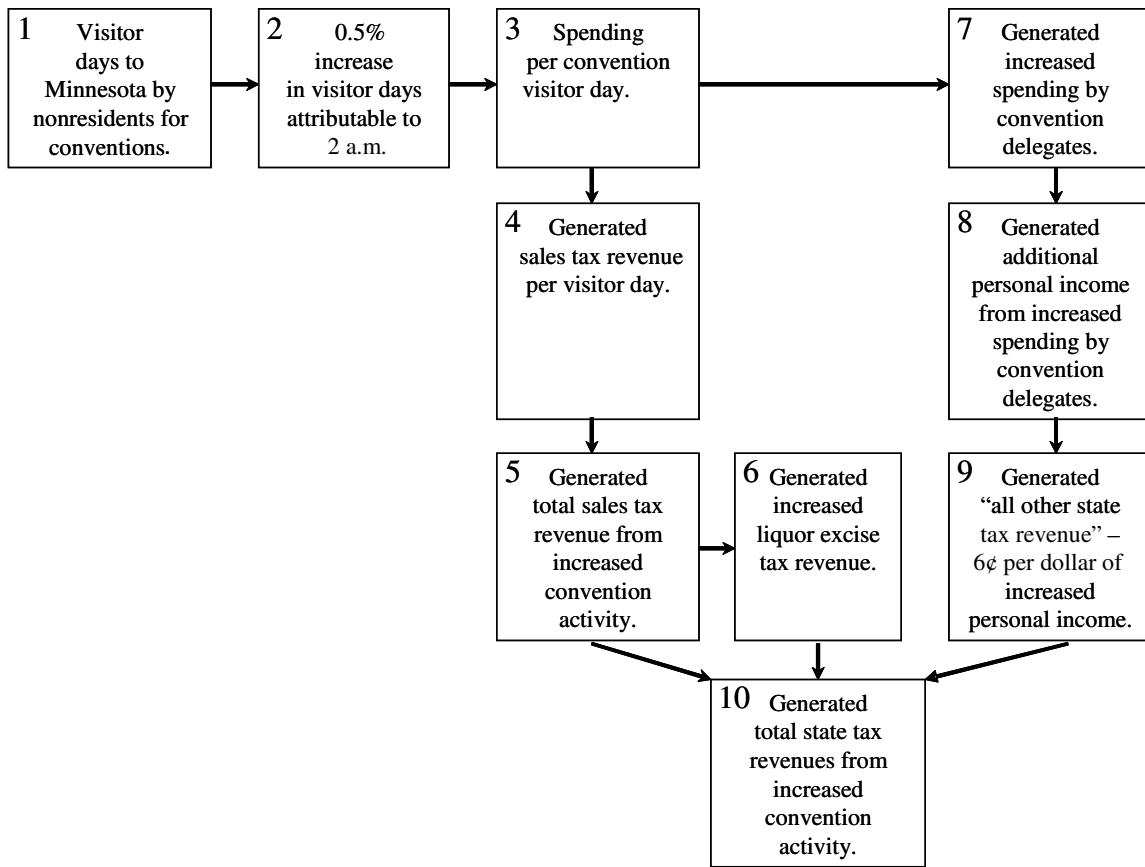 1 Visitor
days to
Minnesota by
nonresidents for
conventions.
2 0.5%
increase
in visitor days
attributable to
2 a.m.
3 Spending
per convention
visitor day.
7 Generated
increased
spending by
convention
delegates.
4 Generated
sales tax revenue
per visitor day.
8 Generated
additional
personal income
from increased
spending by
convention
delegates.
5 Generated
total sales tax
revenue from
increased
convention
activity.
6 Generated
increased
liquor excise
tax revenue.
9 Generated
“all other state
tax revenue” –
6¢ per dollar of
increased
personal income.
10 Generated
total state tax
revenues from
increased
convention
activity.